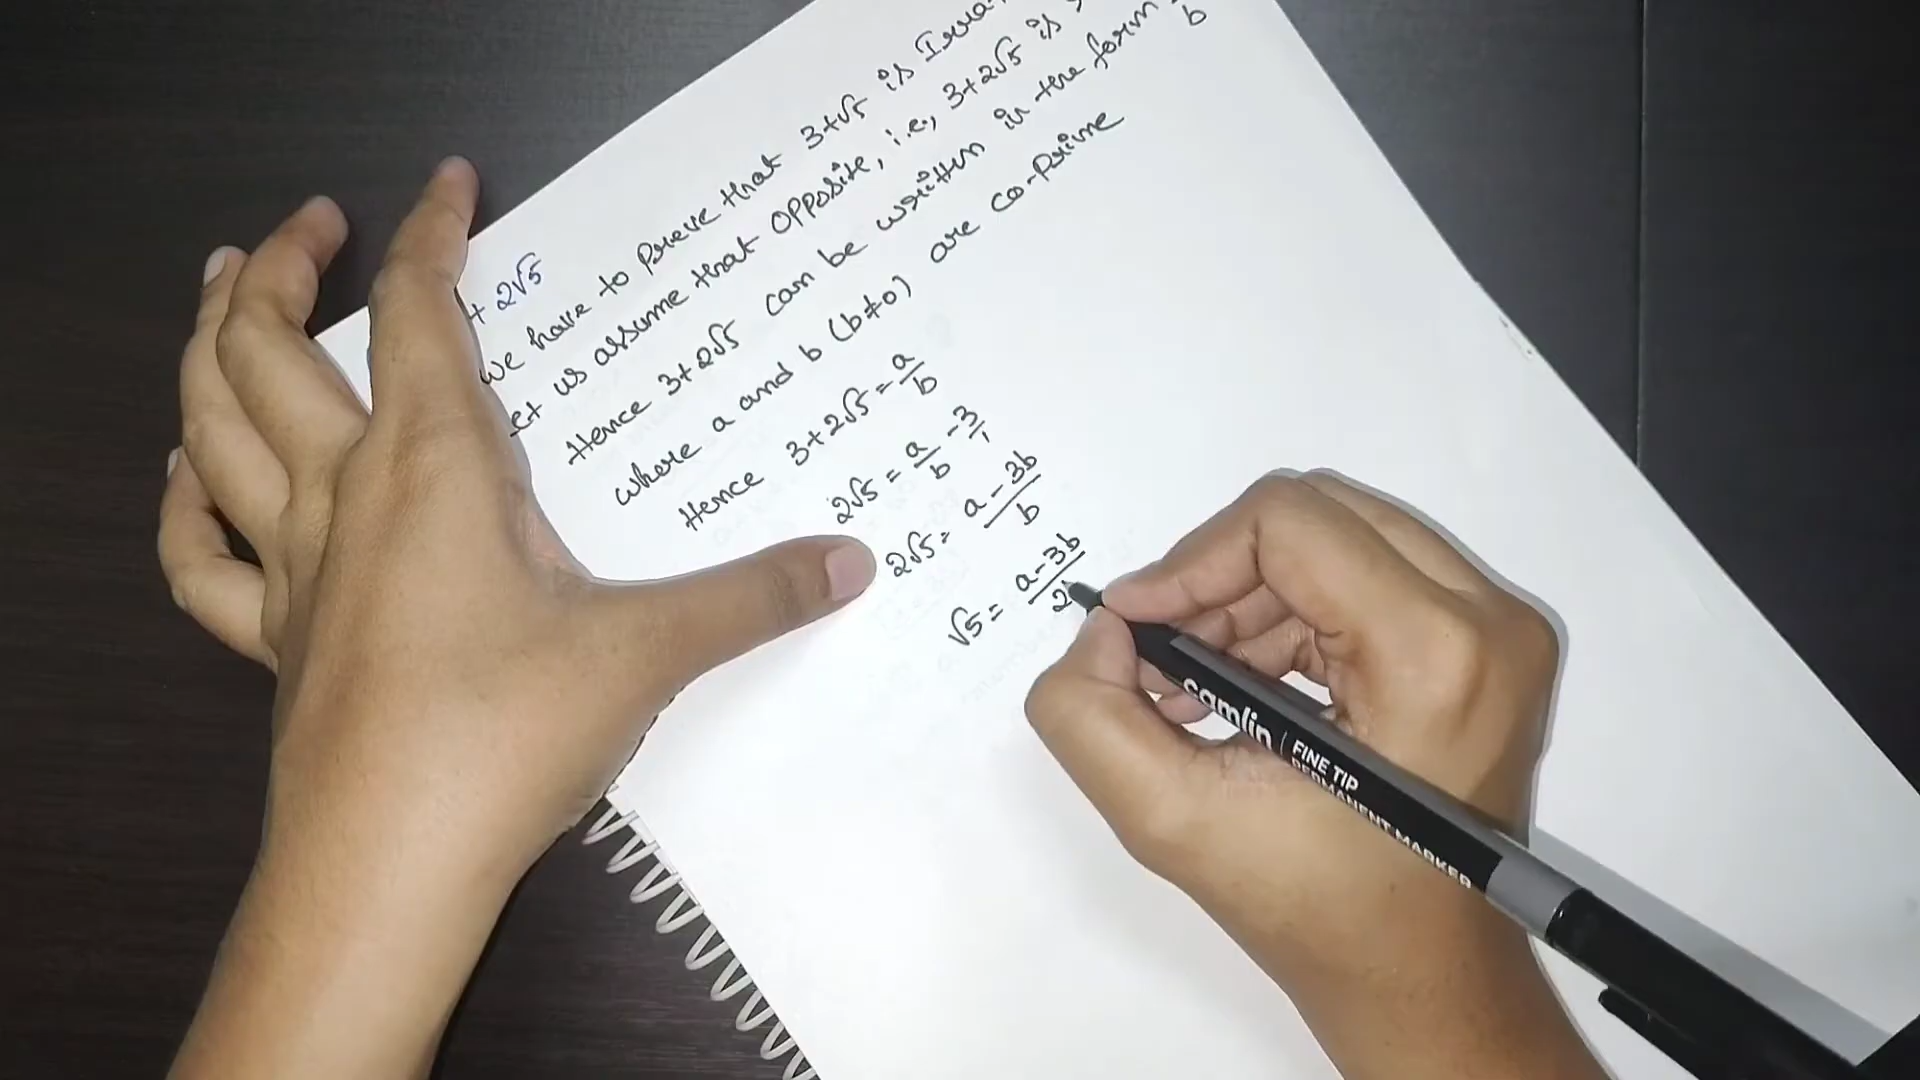 + 2√5
We have to Prove that 3+√5 is
et us assume that OPPosite, i.e., 3+2√5 is
Hence 3+2√5 can be written in the form
b
where a and b (b≠0) are co-Prime
Hence 3+2√5 = a/b
2√5 = a/b - 3/1
2√5 = a - 3b/b
√5 = a-3b/2
camlin
FINE TIP
PERMANENT MARKER